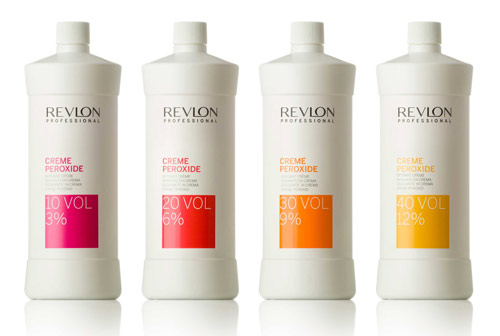 REVLON
PROFESSIONAL
CREME
PEROXIDE
10 VOL
3%
REVLON
PROFESSIONAL
CREME
PEROXIDE
20 VOL
6%
REVLON
PROFESSIONAL
CREME
PEROXIDE
30 VOL
9%
REVLON
PROFESSIONAL
CREME
PEROXIDE
40 VOL
12%